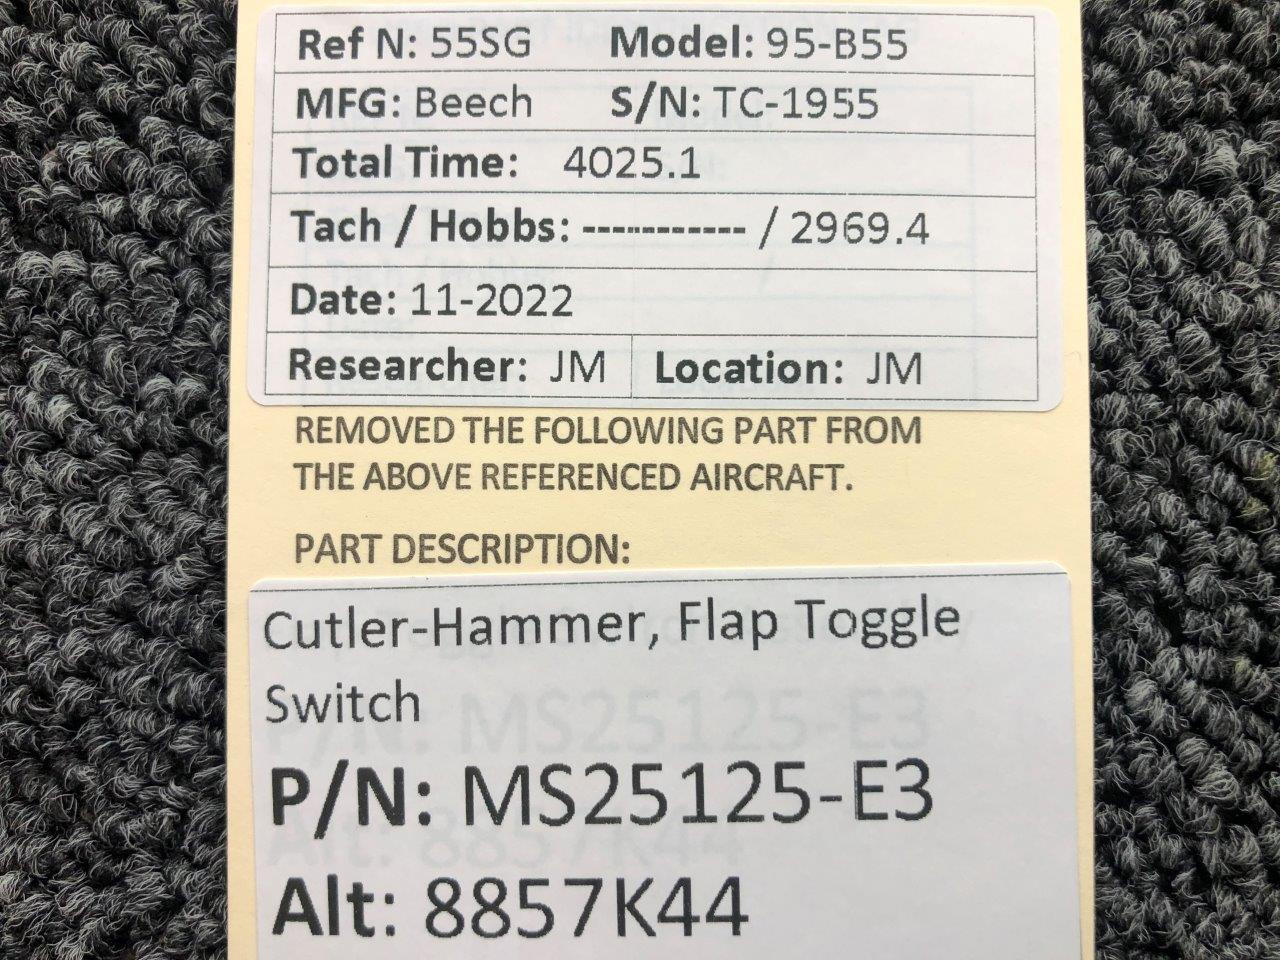 Ref N: 55SG Model: 95-B55
MFG: Beech S/N: TC-1955
Total Time: 4025.1
Tach / Hobbs: ------------ / 2969.4
Date: 11-2022
Researcher: JM Location: JM
REMOVED THE FOLLOWING PART FROM
THE ABOVE REFERENCED AIRCRAFT.
PART DESCRIPTION:
Cutler-Hammer, Flap Toggle
Switch
P/N: MS25125-E3
Alt: 8857K44